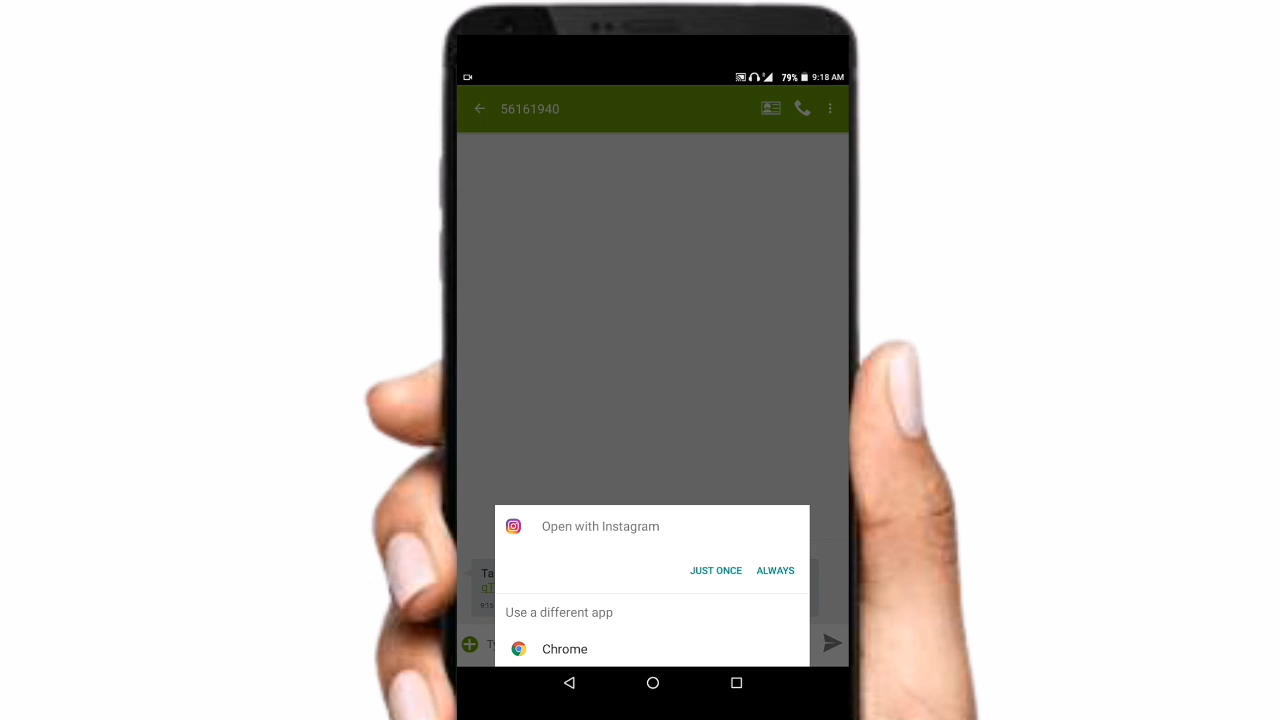 79% 9:18 AM
56161940
Open with Instagram
JUST ONCE ALWAYS
Use a different app
Chrome